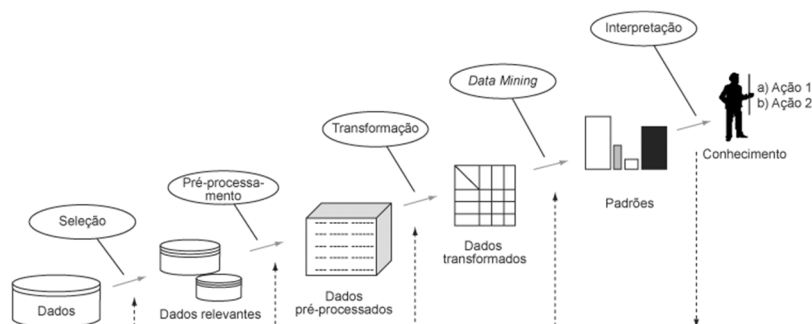 Interpretação
a) Ação 1
b) Ação 2
Data Mining
Conhecimento
Transformação
Padrões
Pré-processa-
mento
Dados
transformados
Seleção
Dados
pré-processados
Dados relevantes
Dados